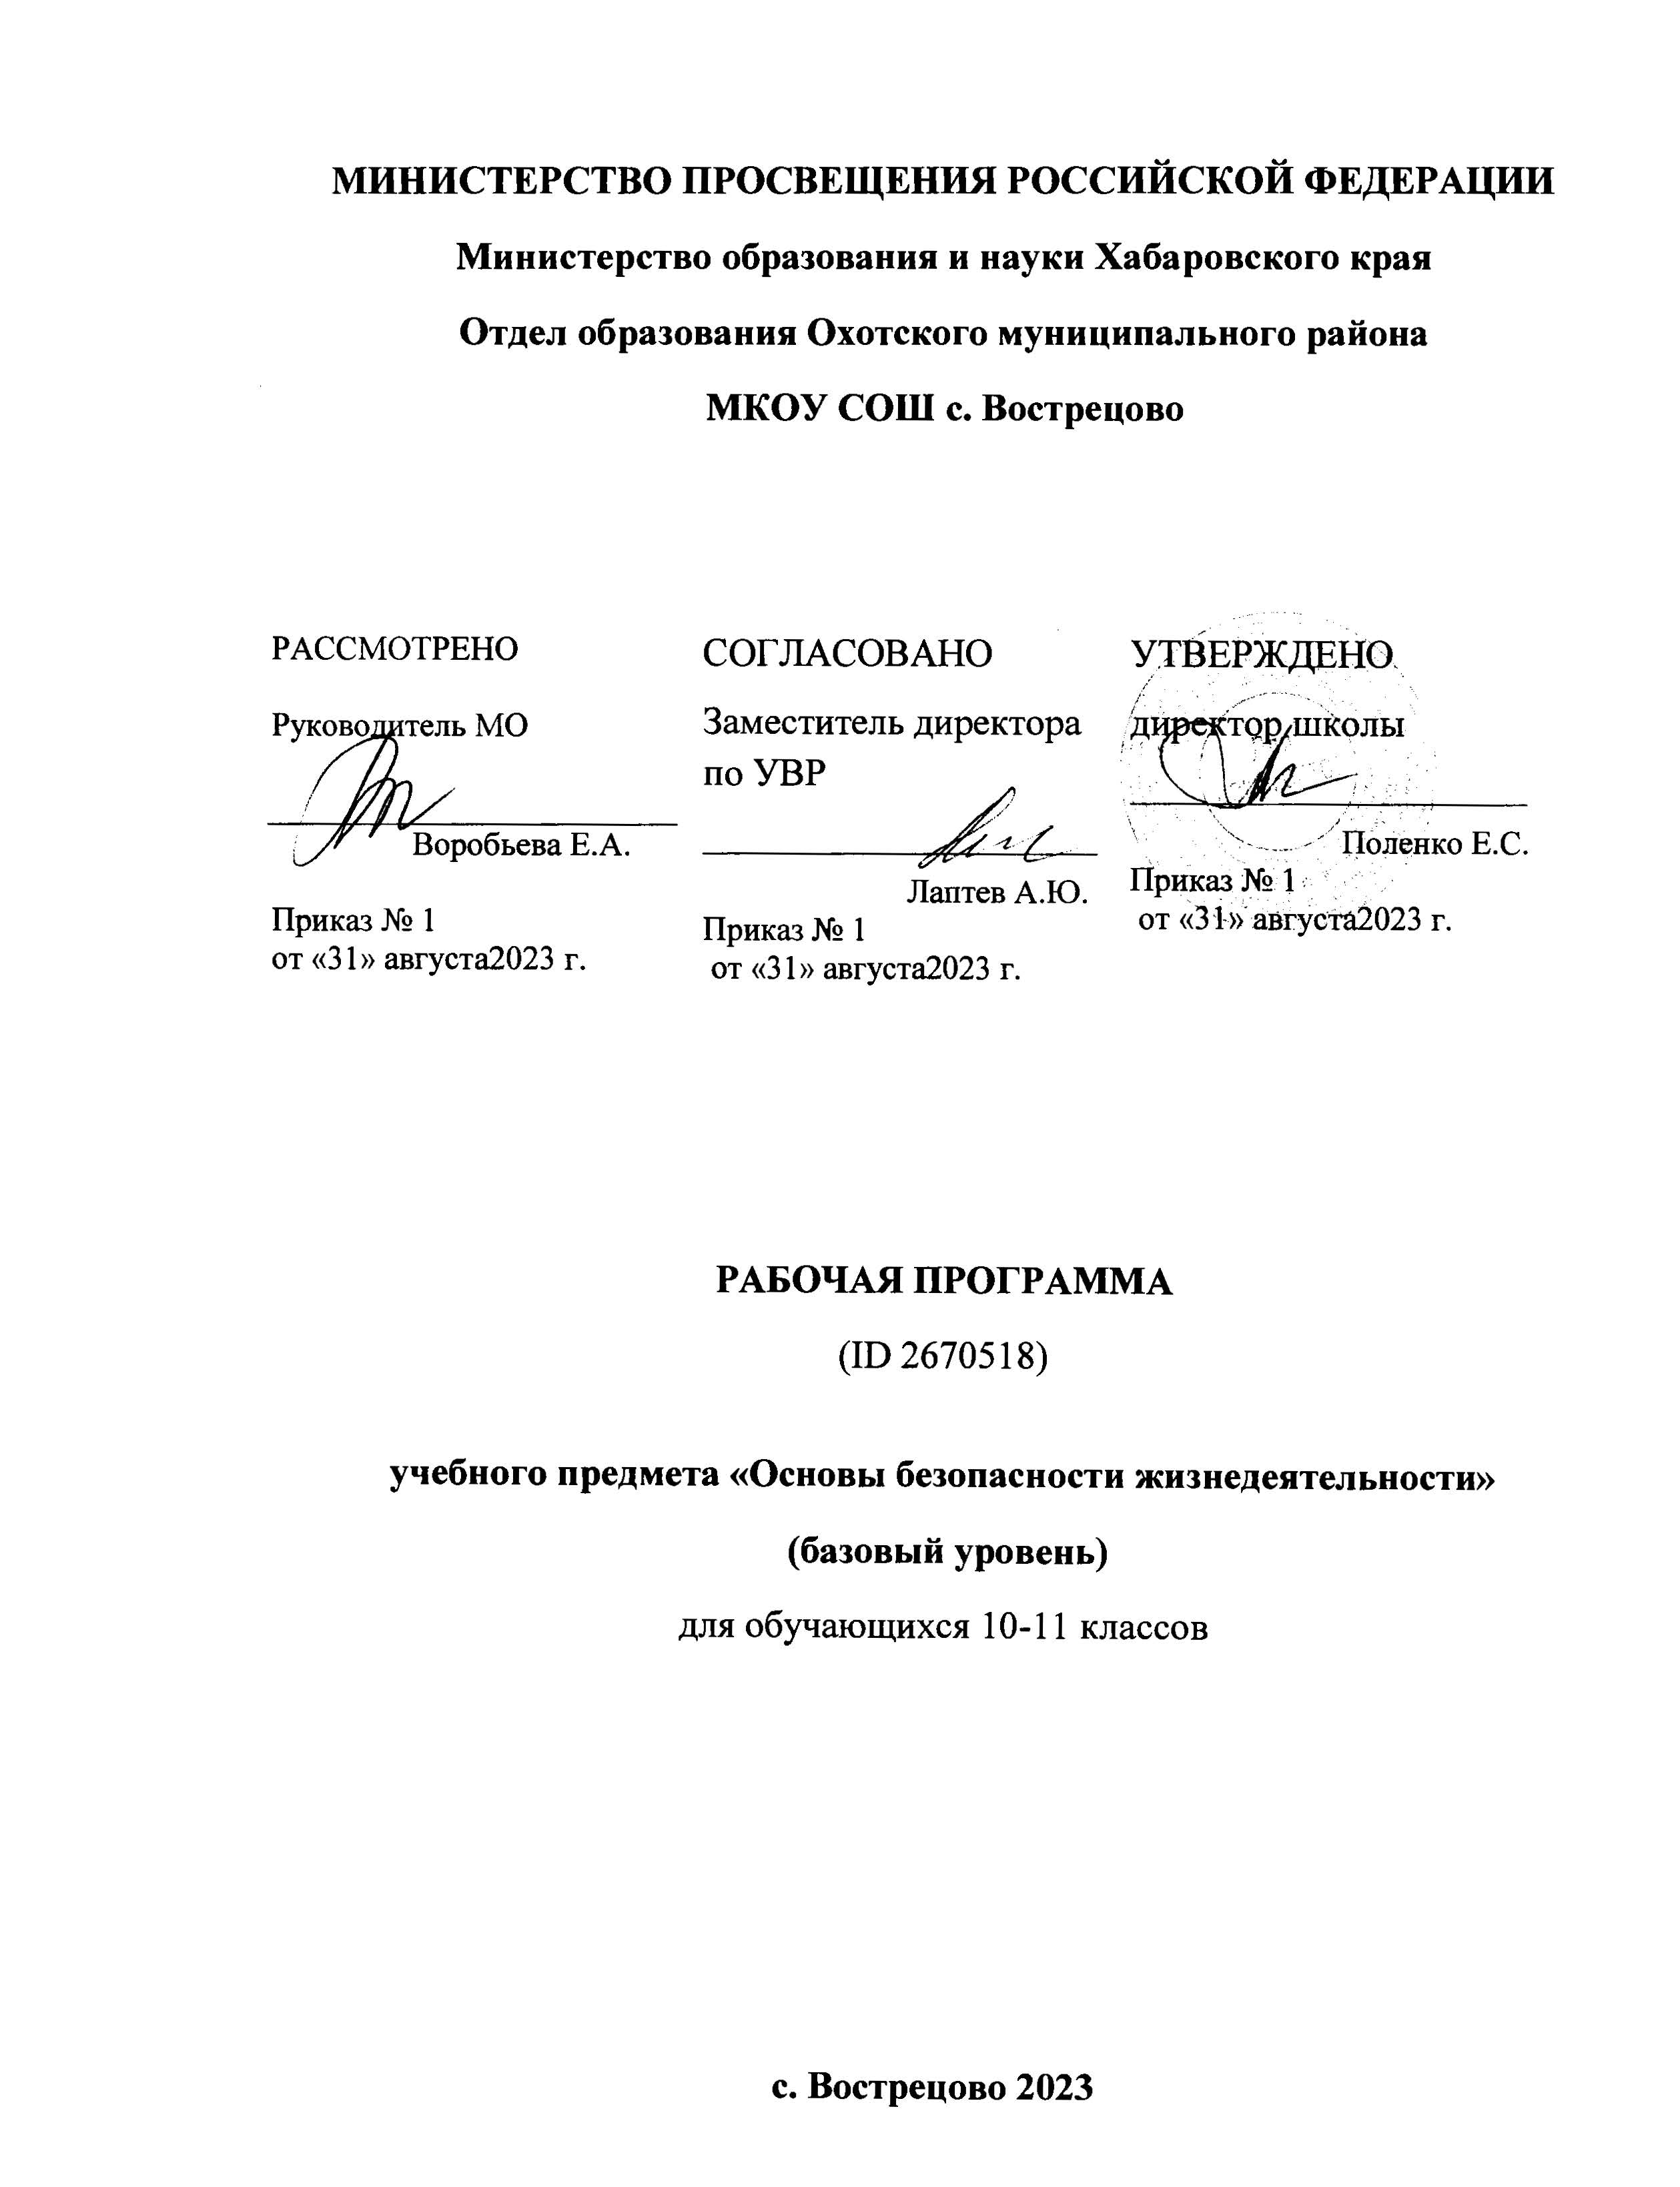 МИНИСТЕРСТВО ПРОСВЕЩЕНИЯ РОССИЙСКОЙ ФЕДЕРАЦИИ
Министерство образования и науки Хабаровского края
Отдел образования Охотского муниципального района
МКОУ СОШ с. Вострецово
РАССМОТРЕНО
Руководитель МО
Воробьева Е.А.
Приказ № 1
от «31» августа2023 г.
СОГЛАСОВАНО
Заместитель директора
по УВР
Лаптев А.Ю.
Приказ № 1
от «31» августа2023 г.
УТВЕРЖДЕНО
директор школы
Поленко Е.С.
Приказ № 1
от «31» августа2023 г.
РАБОЧАЯ ПРОГРАММА
(ID 2670518)
учебного предмета «Основы безопасности жизнедеятельности»
(базовый уровень)
для обучающихся 10-11 классов
с. Вострецово 2023